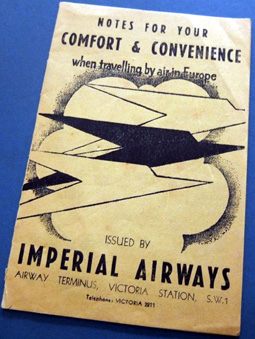 NOTES FOR YOUR
COMFORT & CONVENIENCE
when travelling by air in Europe
ISSUED BY
IMPERIAL AIRWAYS
AIRWAY TERMINUS, VICTORIA STATION, S.W.1
Telephone: VICTORIA 2211